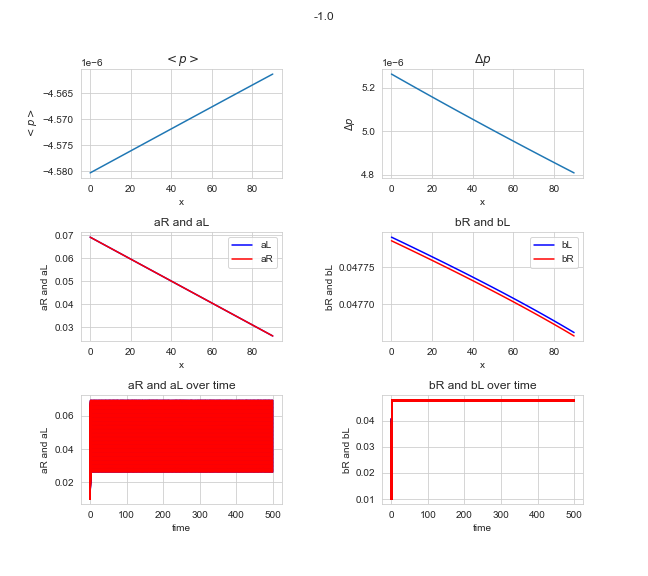 -1.0
< p >
1e−6
−4.565
−4.570
−4.575
−4.580
< p >
0 20 40 60 80
x
Δp
1e−6
5.2
5.0
4.8
Δp
0 20 40 60 80
x
aR and aL
0.07
0.06
0.05
0.04
0.03
aR and aL
aL
aR
0 20 40 60 80
x
bR and bL
0.04775
0.04770
bR and bL
bL
bR
0 20 40 60 80
x
aR and aL over time
0.06
0.04
0.02
aR and aL
0 100 200 300 400 500
time
bR and bL over time
0.04
0.03
0.02
0.01
bR and bL
0 100 200 300 400 500
time